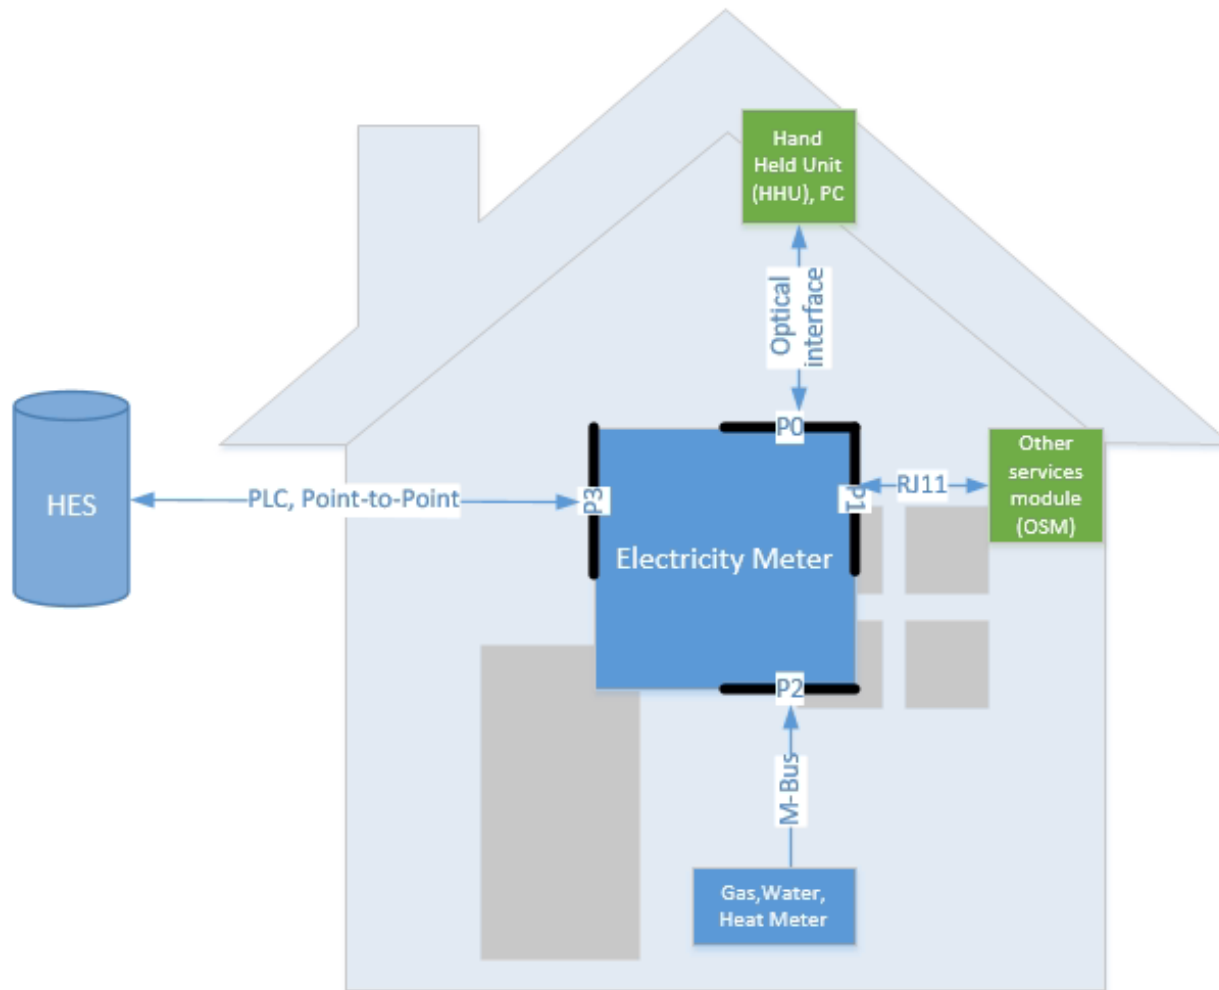 Hand
Held Unit
(HHU), PC
Optical
interface
P0
HES
PLC, Point-to-Point
P3
Electricity Meter
P1
RJ11
Other
services
module
(OSM)
P2
M-Bus
Gas,Water,
Heat Meter